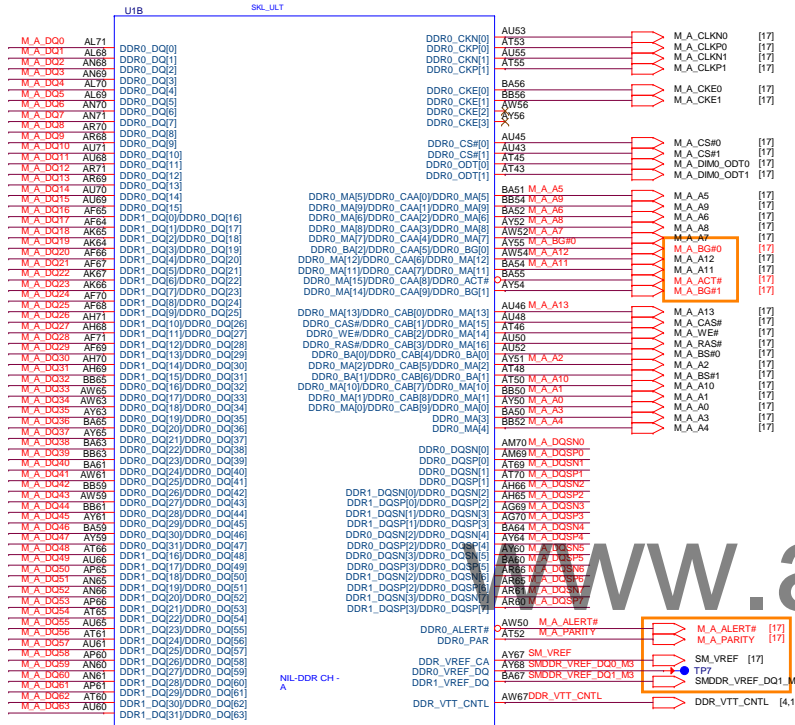 U1B
SKL_ULT
M_A_DQ0 AL71 DDR0_DQ[0]
M_A_DQ1 AL68 DDR0_DQ[1]
M_A_DQ2 AN68 DDR0_DQ[2]
M_A_DQ3 AN69 DDR0_DQ[3]
M_A_DQ4 AL70 DDR0_DQ[4]
M_A_DQ5 AL69 DDR0_DQ[5]
M_A_DQ6 AN70 DDR0_DQ[6]
M_A_DQ7 AN71 DDR0_DQ[7]
M_A_DQ8 AR70 DDR0_DQ[8]
M_A_DQ9 AR68 DDR0_DQ[9]
M_A_DQ10 AU71 DDR0_DQ[10]
M_A_DQ11 AU68 DDR0_DQ[11]
M_A_DQ12 AR71 DDR0_DQ[12]
M_A_DQ13 AR69 DDR0_DQ[13]
M_A_DQ14 AU70 DDR0_DQ[14]
M_A_DQ15 AU69 DDR0_DQ[15]
M_A_DQ16 AF65 DDR1_DQ[0]/DDR0_DQ[16]
M_A_DQ17 AF64 DDR1_DQ[1]/DDR0_DQ[17]
M_A_DQ18 AK65 DDR1_DQ[2]/DDR0_DQ[18]
M_A_DQ19 AK64 DDR1_DQ[3]/DDR0_DQ[19]
M_A_DQ20 AF66 DDR1_DQ[4]/DDR0_DQ[20]
M_A_DQ21 AF67 DDR1_DQ[5]/DDR0_DQ[21]
M_A_DQ22 AK67 DDR1_DQ[6]/DDR0_DQ[22]
M_A_DQ23 AK66 DDR1_DQ[7]/DDR0_DQ[23]
M_A_DQ24 AF70 DDR1_DQ[8]/DDR0_DQ[24]
M_A_DQ25 AF68 DDR1_DQ[9]/DDR0_DQ[25]
M_A_DQ26 AH71 DDR1_DQ[10]/DDR0_DQ[26]
M_A_DQ27 AH68 DDR1_DQ[11]/DDR0_DQ[27]
M_A_DQ28 AF71 DDR1_DQ[12]/DDR0_DQ[28]
M_A_DQ29 AF69 DDR1_DQ[13]/DDR0_DQ[29]
M_A_DQ30 AH70 DDR1_DQ[14]/DDR0_DQ[30]
M_A_DQ31 AH69 DDR1_DQ[15]/DDR0_DQ[31]
M_A_DQ32 BB65 DDR0_DQ[16]/DDR0_DQ[32]
M_A_DQ33 AW65 DDR0_DQ[17]/DDR0_DQ[33]
M_A_DQ34 AW63 DDR0_DQ[18]/DDR0_DQ[34]
M_A_DQ35 AY63 DDR0_DQ[19]/DDR0_DQ[35]
M_A_DQ36 BA65 DDR0_DQ[20]/DDR0_DQ[36]
M_A_DQ37 AY65 DDR0_DQ[21]/DDR0_DQ[37]
M_A_DQ38 BA63 DDR0_DQ[22]/DDR0_DQ[38]
M_A_DQ39 BB63 DDR0_DQ[23]/DDR0_DQ[39]
M_A_DQ40 BA61 DDR0_DQ[24]/DDR0_DQ[40]
M_A_DQ41 AW61 DDR0_DQ[25]/DDR0_DQ[41]
M_A_DQ42 BB59 DDR0_DQ[26]/DDR0_DQ[42]
M_A_DQ43 AW59 DDR0_DQ[27]/DDR0_DQ[43]
M_A_DQ44 BB61 DDR0_DQ[28]/DDR0_DQ[44]
M_A_DQ45 AY61 DDR0_DQ[29]/DDR0_DQ[45]
M_A_DQ46 BA59 DDR0_DQ[30]/DDR0_DQ[46]
M_A_DQ47 AY59 DDR0_DQ[31]/DDR0_DQ[47]
M_A_DQ48 AT66 DDR1_DQ[16]/DDR0_DQ[48]
M_A_DQ49 AU66 DDR1_DQ[17]/DDR0_DQ[49]
M_A_DQ50 AP65 DDR1_DQ[18]/DDR0_DQ[50]
M_A_DQ51 AN65 DDR1_DQ[19]/DDR0_DQ[51]
M_A_DQ52 AN66 DDR1_DQ[20]/DDR0_DQ[52]
M_A_DQ53 AP66 DDR1_DQ[21]/DDR0_DQ[53]
M_A_DQ54 AT65 DDR1_DQ[22]/DDR0_DQ[54]
M_A_DQ55 AU65 DDR1_DQ[23]/DDR0_DQ[55]
M_A_DQ56 AT61 DDR1_DQ[24]/DDR0_DQ[56]
M_A_DQ57 AU61 DDR1_DQ[25]/DDR0_DQ[57]
M_A_DQ58 AP60 DDR1_DQ[26]/DDR0_DQ[58]
M_A_DQ59 AN60 DDR1_DQ[27]/DDR0_DQ[59]
M_A_DQ60 AN61 DDR1_DQ[28]/DDR0_DQ[60]
M_A_DQ61 AP61 DDR1_DQ[29]/DDR0_DQ[61]
M_A_DQ62 AT60 DDR1_DQ[30]/DDR0_DQ[62]
M_A_DQ63 AU60 DDR1_DQ[31]/DDR0_DQ[63]
NIL-DDR CH -
A
DDR0_CKN[0] AU53 M_A_CLKN0 [17]
DDR0_CKP[0] AT53 M_A_CLKP0 [17]
DDR0_CKN[1] AU55 M_A_CLKN1 [17]
DDR0_CKP[1] AT55 M_A_CLKP1 [17]
DDR0_CKE[0] BA56 M_A_CKE0 [17]
DDR0_CKE[1] BB56 M_A_CKE1 [17]
DDR0_CKE[2] AW56
DDR0_CKE[3] AY56
DDR0_CS#[0] AU45 M_A_CS#0 [17]
DDR0_CS#[1] AU43 M_A_CS#1 [17]
DDR0_ODT[0] AT45 M_A_DIM0_ODT0 [17]
DDR0_ODT[1] AT43 M_A_DIM0_ODT1 [17]
DDR0_MA[5]/DDR0_CAA[0]/DDR0_MA[5] BA51 M_A_A5 M_A_A5 [17]
DDR0_MA[9]/DDR0_CAA[1]/DDR0_MA[9] BB54 M_A_A9 M_A_A9 [17]
DDR0_MA[6]/DDR0_CAA[2]/DDR0_MA[6] BA52 M_A_A6 M_A_A6 [17]
DDR0_MA[8]/DDR0_CAA[3]/DDR0_MA[8] AY52 M_A_A8 M_A_A8 [17]
DDR0_MA[7]/DDR0_CAA[4]/DDR0_MA[7] AW52 M_A_A7 M_A_A7 [17]
DDR0_BA[2]/DDR0_CAA[5]/DDR0_BG[0] AY55 M_A_BG#0 M_A_BG#0 [17]
DDR0_MA[12]/DDR0_CAA[6]/DDR0_MA[12] AW54 M_A_A12 M_A_A12 [17]
DDR0_MA[11]/DDR0_CAA[7]/DDR0_MA[11] BA54 M_A_A11 M_A_A11 [17]
DDR0_MA[15]/DDR0_CAA[8]/DDR0_ACT# BA55 M_A_ACT# [17]
DDR0_MA[14]/DDR0_CAA[9]/DDR0_BG[1] AY54 M_A_BG#1 [17]
DDR0_MA[13]/DDR0_CAB[0]/DDR0_MA[13] AU46 M_A_A13 M_A_A13 [17]
DDR0_CAS#/DDR0_CAB[1]/DDR0_MA[15] AU48 M_A_CAS# [17]
DDR0_WE#/DDR0_CAB[2]/DDR0_MA[14] AT46 M_A_WE# [17]
DDR0_RAS#/DDR0_CAB[3]/DDR0_MA[16] AU50 M_A_RAS# [17]
DDR0_BA[0]/DDR0_CAB[4]/DDR0_BA[0] AU52 M_A_BS#0 [17]
DDR0_MA[2]/DDR0_CAB[5]/DDR0_MA[2] AY51 M_A_A2 M_A_A2 [17]
DDR0_BA[1]/DDR0_CAB[6]/DDR0_BA[1] AT48 M_A_BS#1 [17]
DDR0_MA[10]/DDR0_CAB[7]/DDR0_MA[10] AT50 M_A_A10 M_A_A10 [17]
DDR0_MA[1]/DDR0_CAB[8]/DDR0_MA[1] BB50 M_A_A1 M_A_A1 [17]
DDR0_MA[0]/DDR0_CAB[9]/DDR0_MA[0] AY50 M_A_A0 M_A_A0 [17]
DDR0_MA[3] BA50 M_A_A3 M_A_A3 [17]
DDR0_MA[4] BB52 M_A_A4 M_A_A4 [17]
DDR0_DQSN[0] AM70 M_A_DQSN0
DDR0_DQSP[0] AM69 M_A_DQSP0
DDR0_DQSN[1] AT69 M_A_DQSN1
DDR0_DQSP[1] AT70 M_A_DQSP1
DDR1_DQSN[0]/DDR0_DQSN[2] AH66 M_A_DQSN2
DDR1_DQSP[0]/DDR0_DQSP[2] AH65 M_A_DQSP2
DDR1_DQSN[1]/DDR0_DQSN[3] AG69 M_A_DQSN3
DDR1_DQSP[1]/DDR0_DQSP[3] AG70 M_A_DQSP3
DDR0_DQSN[2]/DDR0_DQSN[4] BA64 M_A_DQSN4
DDR0_DQSP[2]/DDR0_DQSP[4] AY64 M_A_DQSP4
DDR0_DQSN[3]/DDR0_DQSN[5] AY60 M_A_DQSN5
DDR0_DQSP[3]/DDR0_DQSP[5] BA60 M_A_DQSP5
DDR1_DQSN[2]/DDR0_DQSN[6] AR66 M_A_DQSN6
DDR1_DQSP[2]/DDR0_DQSP[6] AR65 M_A_DQSP6
DDR1_DQSN[3]/DDR0_DQSN[7] AR61 M_A_DQSN7
DDR1_DQSP[3]/DDR0_DQSP[7] AR60 M_A_DQSP7
www.a
DDR0_ALERT# AW50 M_A_ALERT# M_A_ALERT# [17]
DDR0_PAR AT52 M_A_PARITY M_A_PARITY [17]
DDR_VREF_CA AY67 SM_VREF SM_VREF [17]
DDR0_VREF_DQ AY68 SMDDR_VREF_DQ0_M3 TP7
DDR1_VREF_DQ BA67 SMDDR_VREF_DQ1_M3 SMDDR_VREF_DQ1_M
DDR_VTT_CNTL AW67 DDR_VTT_CNTL DDR_VTT_CNTL [4,1